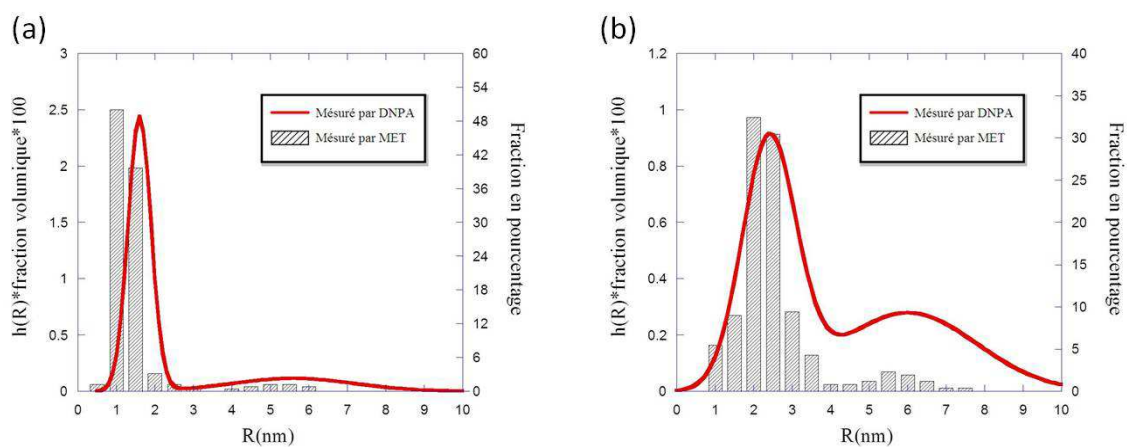 (a)
3
2.5
2
1.5
1
0.5
0
h(R)*fraction volumique*100
60
54
48
42
36
30
24
18
12
6
0
Fraction en pourcentage
Mésuré par DNPA
Mésuré par MET
0 1 2 3 4 5 6 7 8 9 10
R(nm)
(b)
1.2
1
0.8
0.6
0.4
0.2
0
h(R)*fraction volumique*100
40
35
30
25
20
15
10
5
0
Fraction en pourcentage
Mésuré par DNPA
Mésuré par MET
0 1 2 3 4 5 6 7 8 9 10
R(nm)